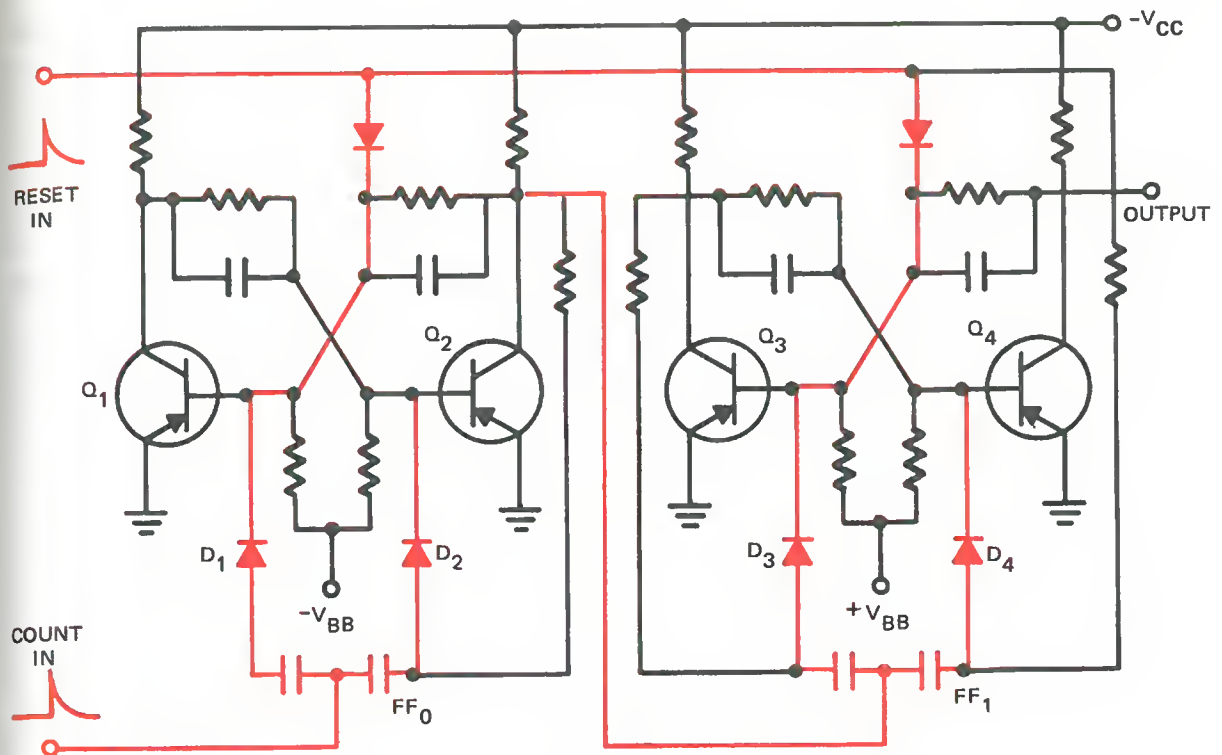 -VCC
RESET
IN
OUTPUT
Q1
Q2
Q3
Q4
D1
D2
D3
D4
-VBB
+VBB
COUNT
IN
FF0
FF1